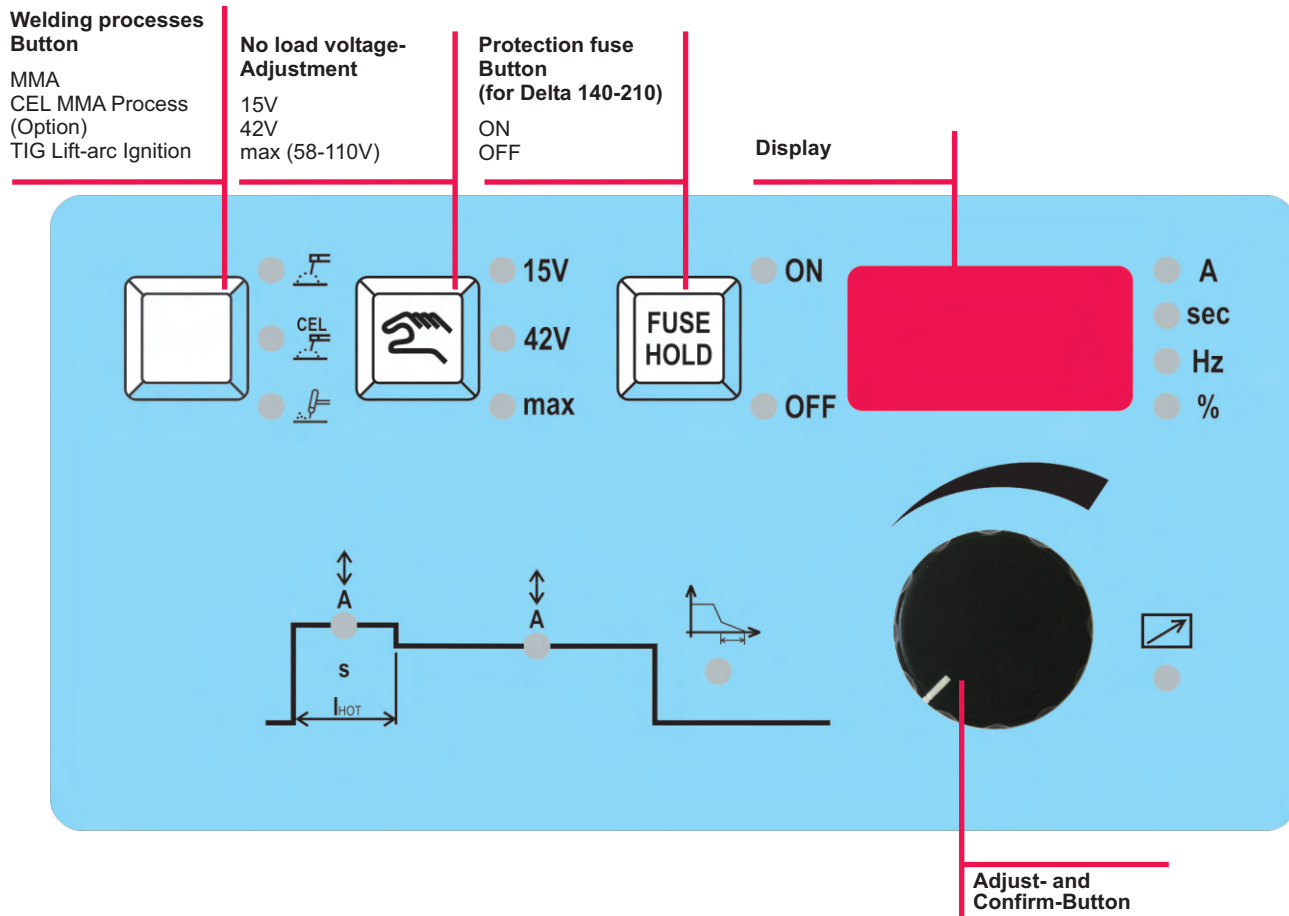 Welding processes
Button
MMA
CEL MMA Process
(Option)
TIG Lift-arc Ignition
No load voltage-
Adjustment
15V
42V
max (58-110V)
Protection fuse
Button
(for Delta 140-210)
ON
OFF
Display
CEL
15V
42V
max
FUSE
HOLD
ON
OFF
A
sec
Hz
%
A
s
IHOT
A
Adjust- and
Confirm-Button